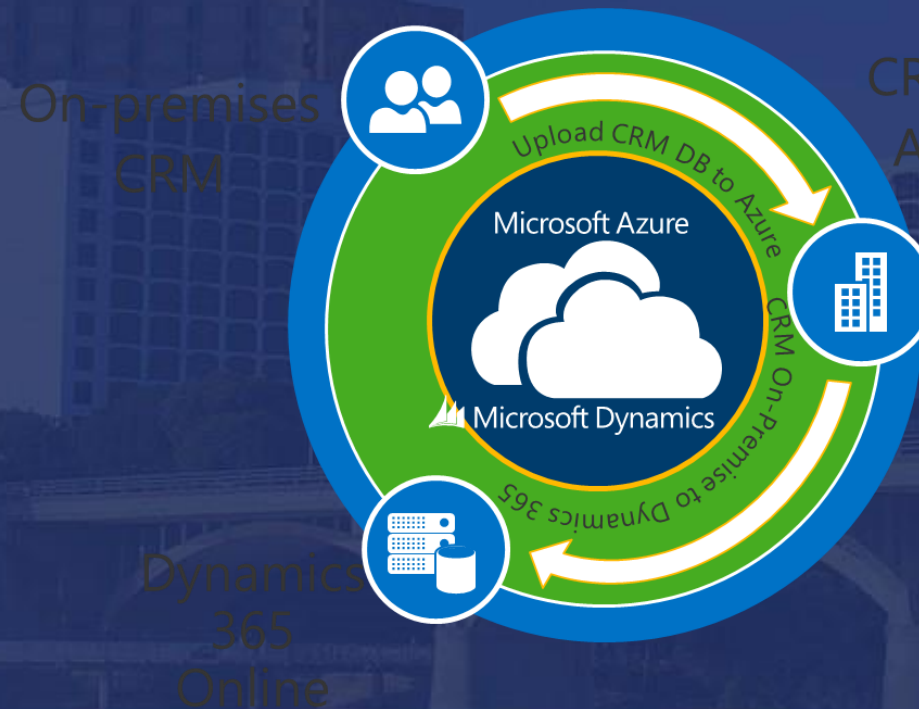 On-premises
CRM
Upload CRM DB to Azure
Microsoft Azure
Microsoft Dynamics
CRM On-Premise to Dynamics 365
Dynamics
365
Online